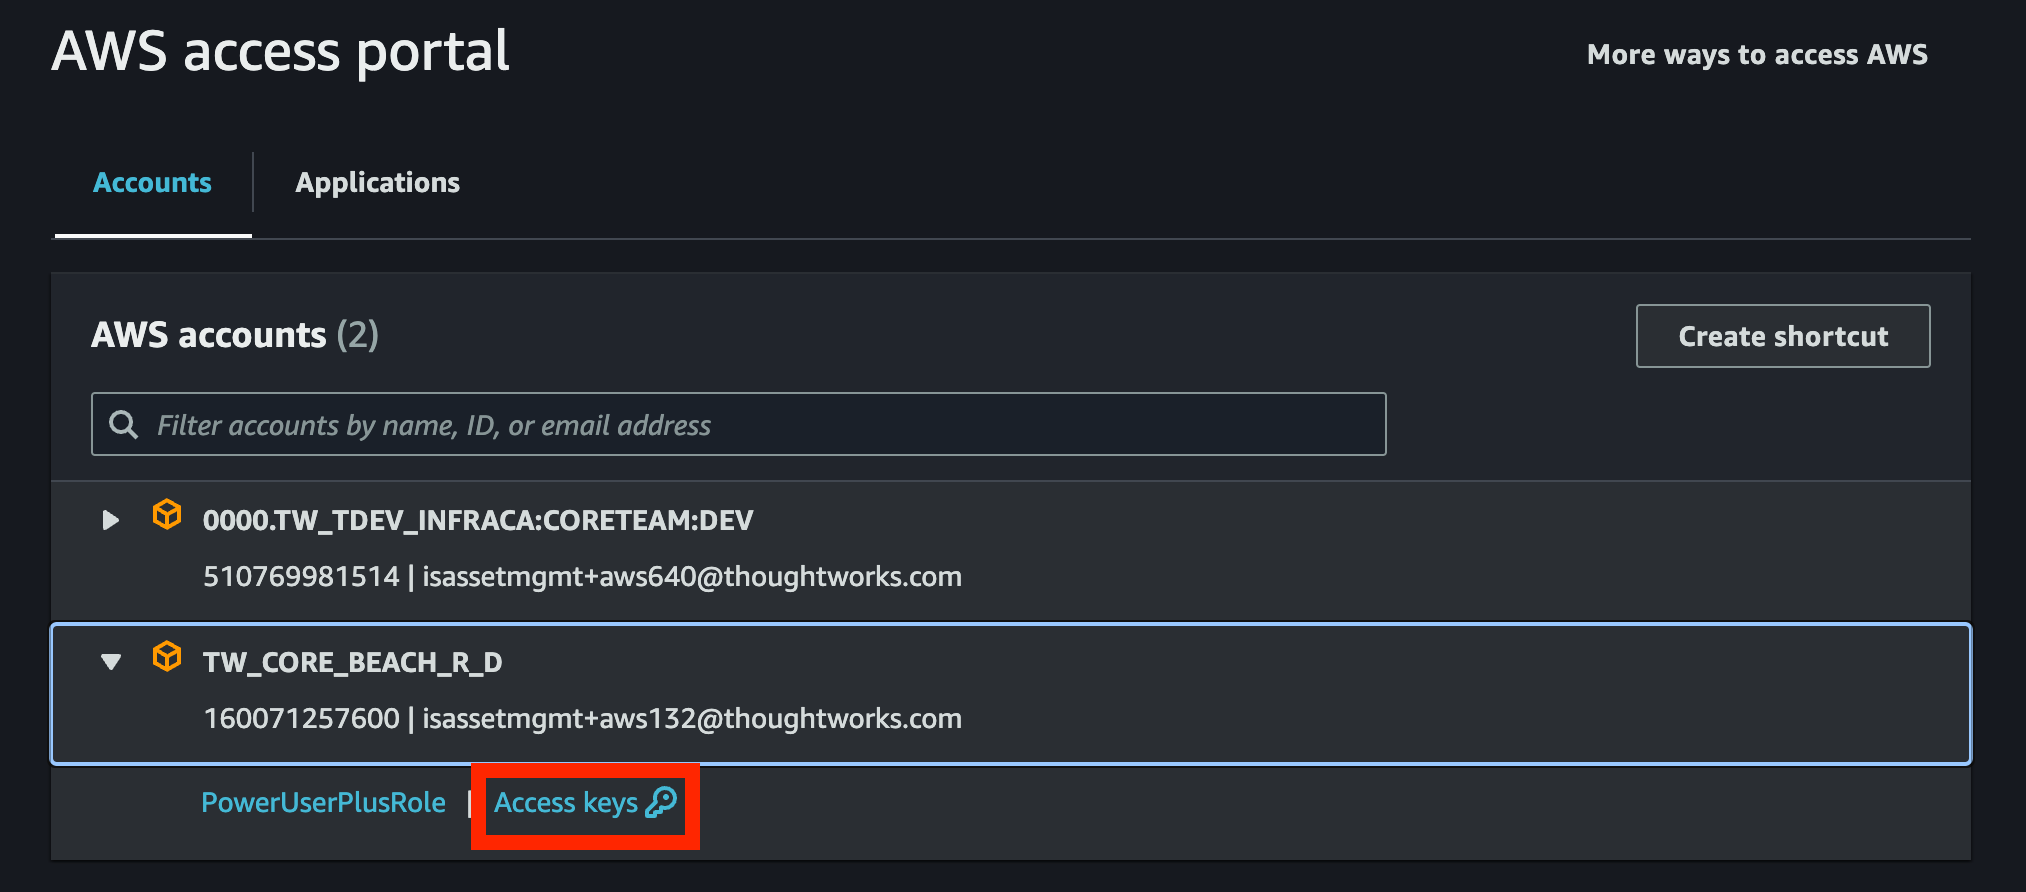 AWS access portal
More ways to access AWS
Accounts
Applications
AWS accounts (2)
Create shortcut
Filter accounts by name, ID, or email address
0000.TW_TDEV_INFRACA:CORETEAM:DEV
510769981514 | isassetmgmt+aws640@thoughtworks.com
TW_CORE_BEACH_R_D
160071257600 | isassetmgmt+aws132@thoughtworks.com
PowerUserPlusRole | Access keys